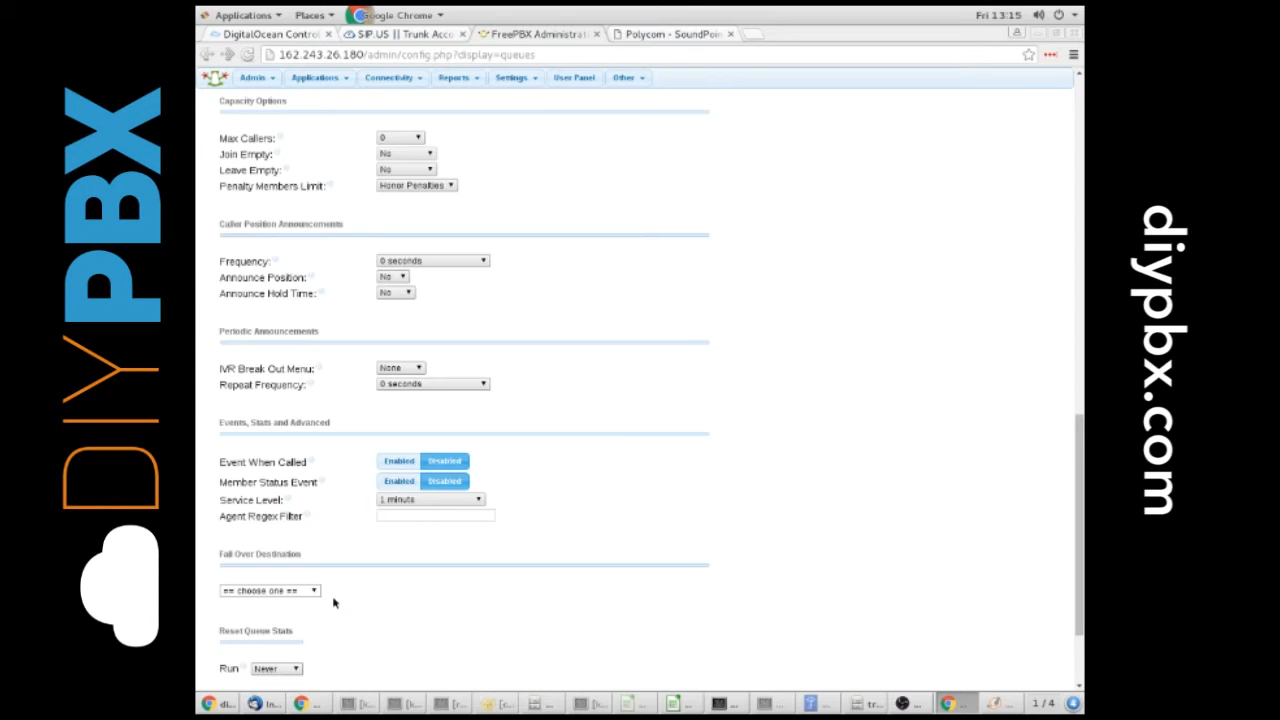 Applications Places Google Chrome Fri 13:15
DigitalOcean Control SIP.US || Trunk Acco FreePBX Administrat Polycom - SoundPoin
162.243.26.180/admin/config.php?display=queues
Admin Applications Connectivity Reports Settings User Panel Other
Capacity Options
Max Callers: 0
Join Empty: No
Leave Empty: No
Penalty Members Limit: Honor Penalties
Caller Position Announcements
Frequency: 0 seconds
Announce Position: No
Announce Hold Time: No
Periodic Announcements
IVR Break Out Menu: None
Repeat Frequency: 0 seconds
Events, Stats and Advanced
Event When Called Enabled Disabled
Member Status Event Enabled Disabled
Service Level: 1 minute
Agent Regex Filter
Fail Over Destination
== choose one ==
Reset Queue Stats
Run Never
1 / 4
DIYPBX
diypbx.com